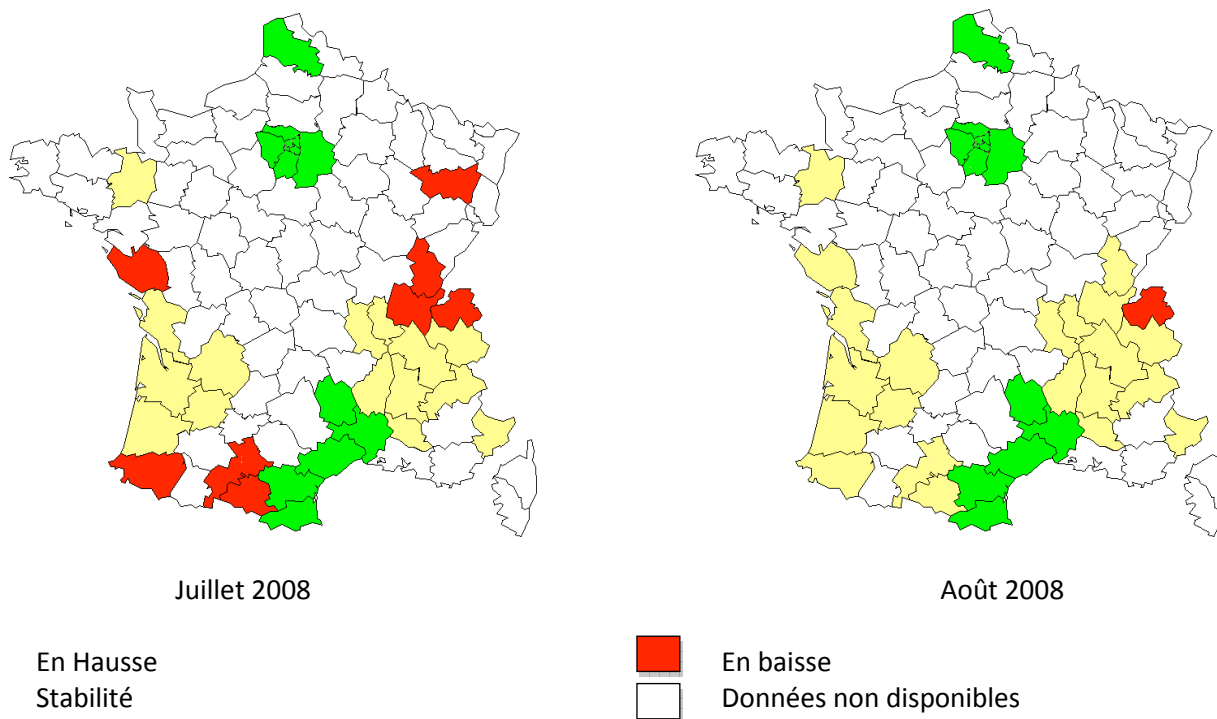 Juillet 2008
Août 2008
En Hausse
En baisse
Stabilité
Données non disponibles